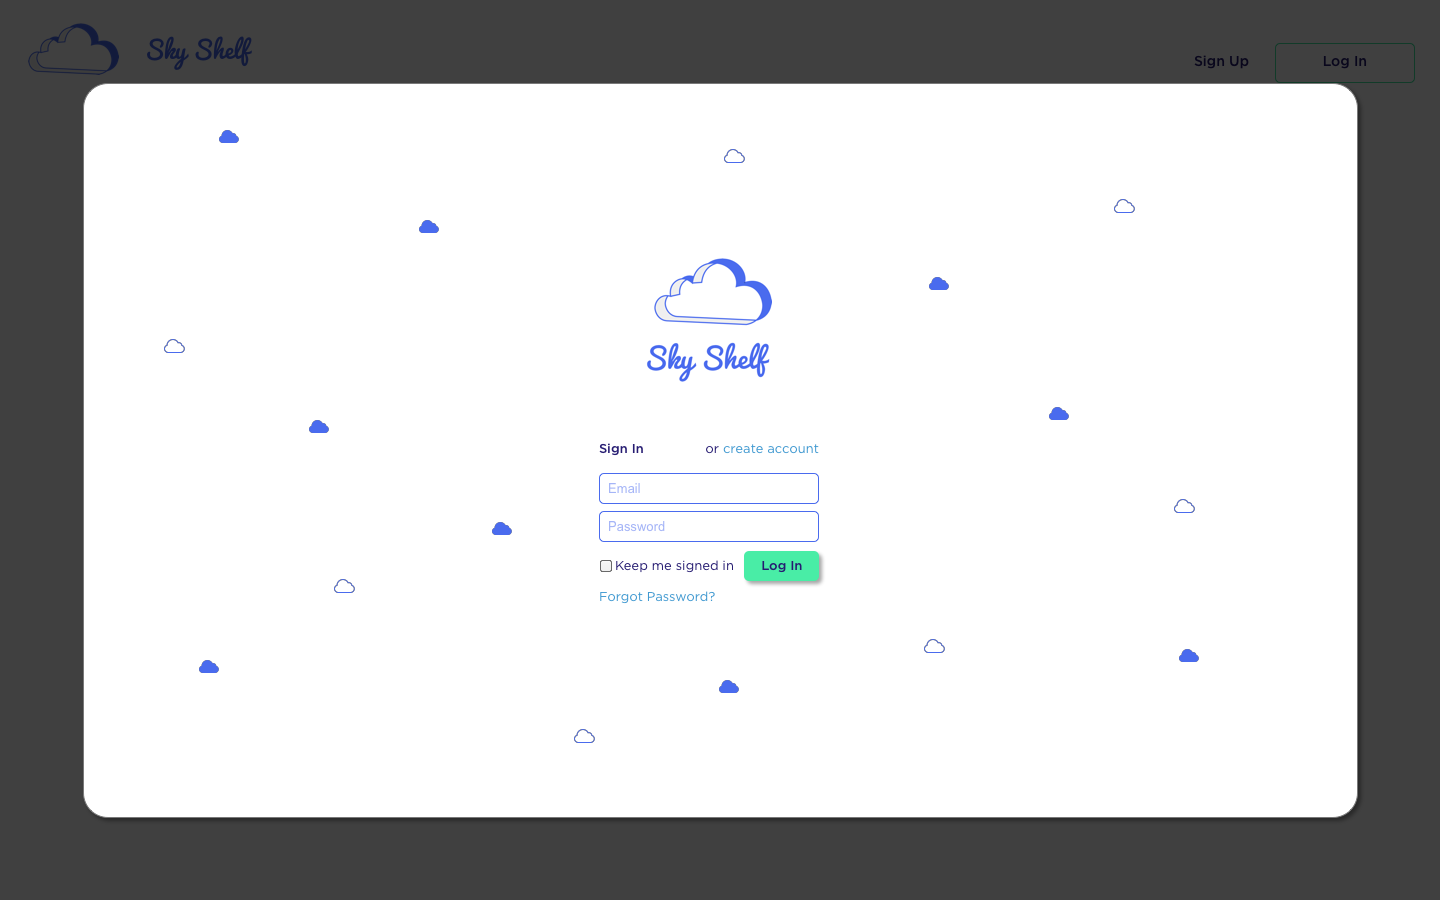 Sky Shelf
Sign Up
Log In
Sky Shelf
Sign In or create account
Email
Password
Keep me signed in Log In
Forgot Password?